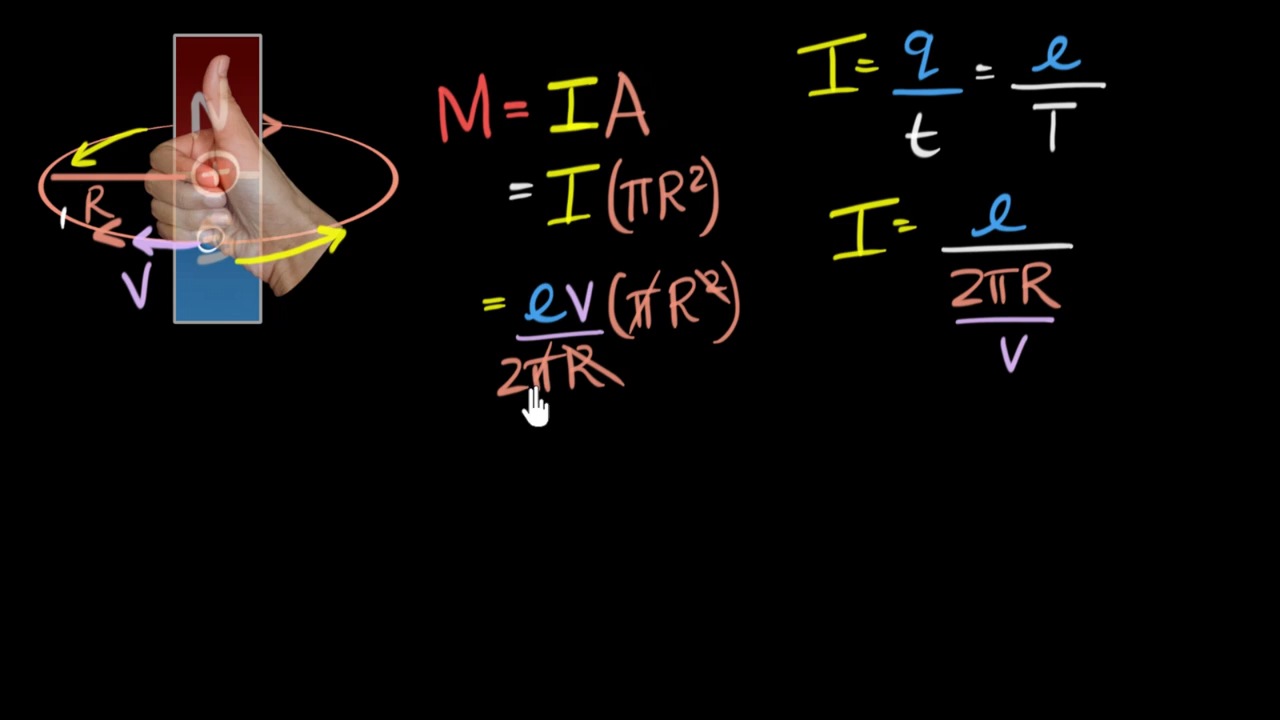 N
R
V
M = IA
= I(πR²)
= ev/2πR (πR²)
I = q/t = e/T
I = e/(2πR/v)